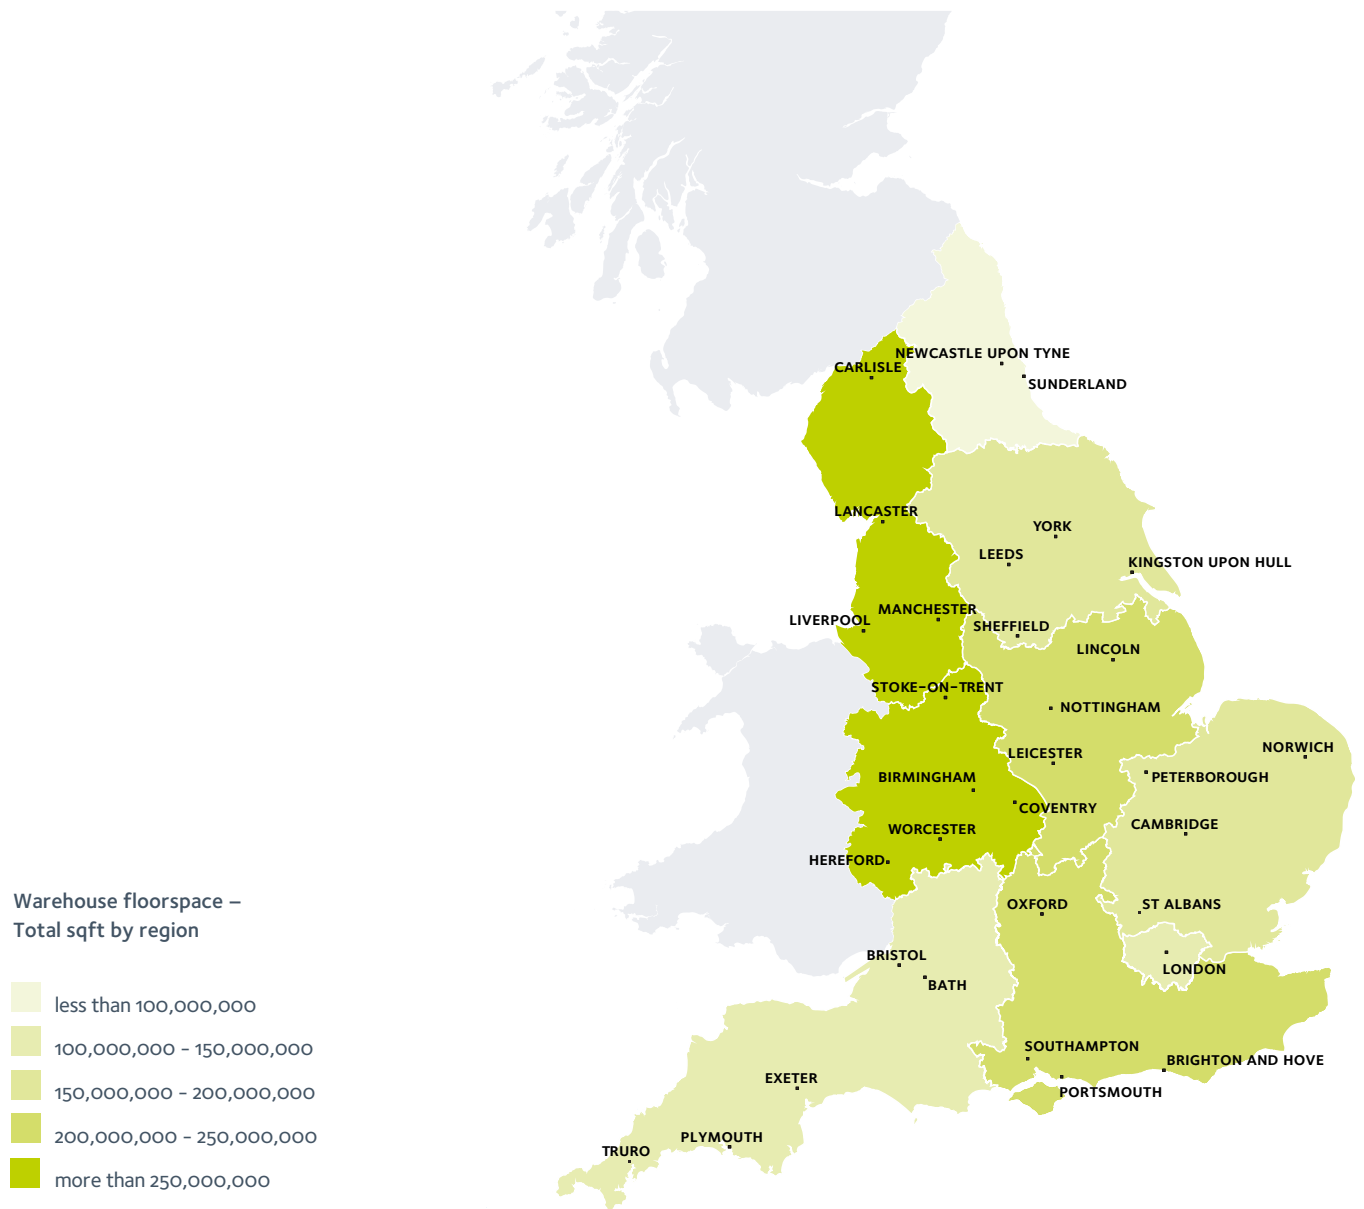 NEWCASTLE UPON TYNE
CARLISLE
SUNDERLAND
LANCASTER
YORK
LEEDS
KINGSTON UPON HULL
MANCHESTER
LIVERPOOL
SHEFFIELD
LINCOLN
STOKE-ON-TRENT
NOTTINGHAM
NORWICH
LEICESTER
BIRMINGHAM
PETERBOROUGH
COVENTRY
CAMBRIDGE
WORCESTER
HEREFORD
OXFORD
ST ALBANS
BRISTOL
LONDON
BATH
SOUTHAMPTON
BRIGHTON AND HOVE
EXETER
PORTSMOUTH
PLYMOUTH
TRURO
Warehouse floorspace –
Total sqft by region
less than 100,000,000
100,000,000 - 150,000,000
150,000,000 - 200,000,000
200,000,000 - 250,000,000
more than 250,000,000